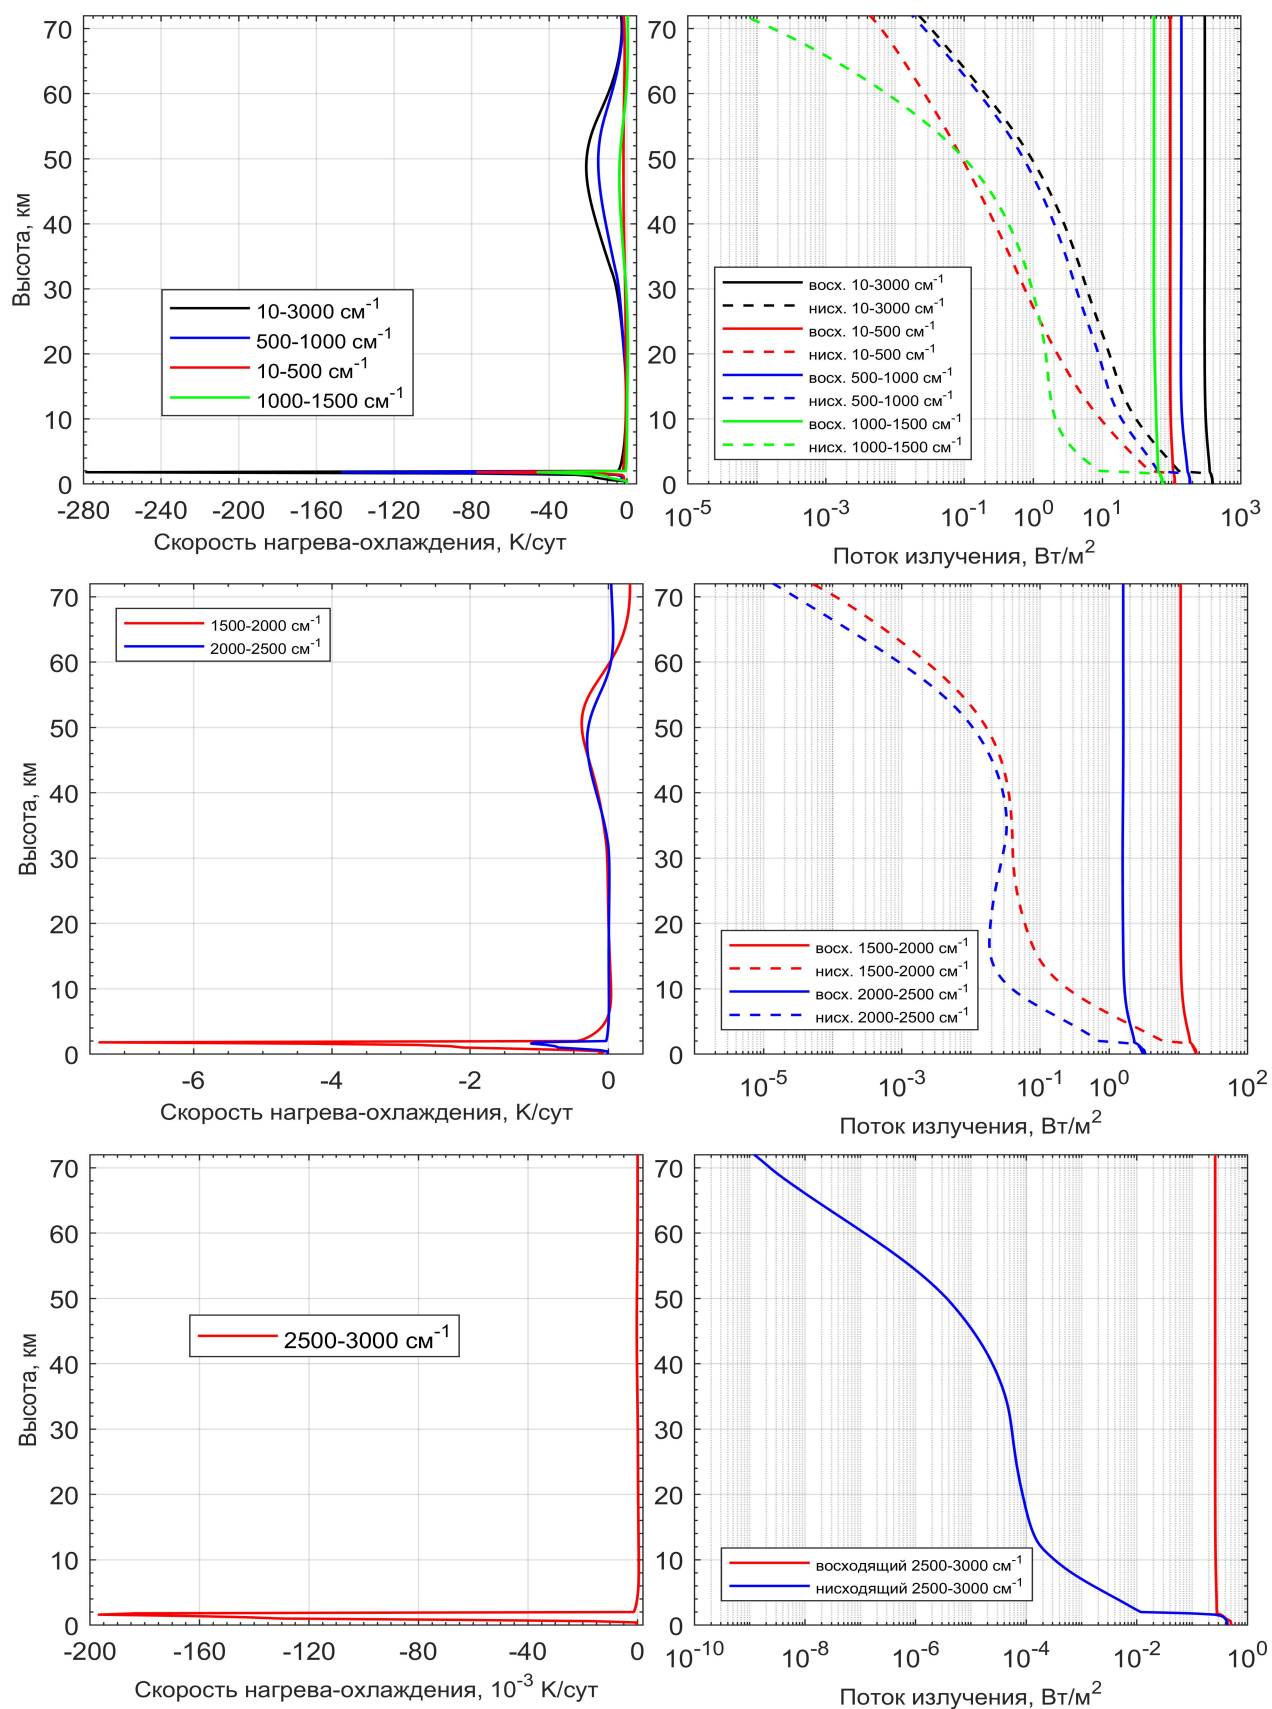 70
60
50
40
30
20
10
0
Высота, км
10-3000 см-1
500-1000 см-1
10-500 см-1
1000-1500 см-1
-280 -240 -200 -160 -120 -80 -40 0
Скорость нагрева-охлаждения, K/сут
70
60
50
40
30
20
10
0
восх. 10-3000 см-1
нисх. 10-3000 см-1
восх. 10-500 см-1
нисх. 10-500 см-1
восх. 500-1000 см-1
нисх. 500-1000 см-1
восх. 1000-1500 см-1
нисх. 1000-1500 см-1
10-5 10-3 10-1 100 101 103
Поток излучения, Вт/м2
70
60
50
40
30
20
10
0
Высота, км
1500-2000 см-1
2000-2500 см-1
-6 -4 -2 0
Скорость нагрева-охлаждения, K/сут
70
60
50
40
30
20
10
0
восх. 1500-2000 см-1
нисх. 1500-2000 см-1
восх. 2000-2500 см-1
нисх. 2000-2500 см-1
10-5 10-3 10-1 100 102
Поток излучения, Вт/м2
70
60
50
40
30
20
10
0
Высота, км
2500-3000 см-1
-200 -160 -120 -80 -40 0
Скорость нагрева-охлаждения, 10-3 K/сут
70
60
50
40
30
20
10
0
восходящий 2500-3000 см-1
нисходящий 2500-3000 см-1
10-10 10-8 10-6 10-4 10-2 100
Поток излучения, Вт/м2